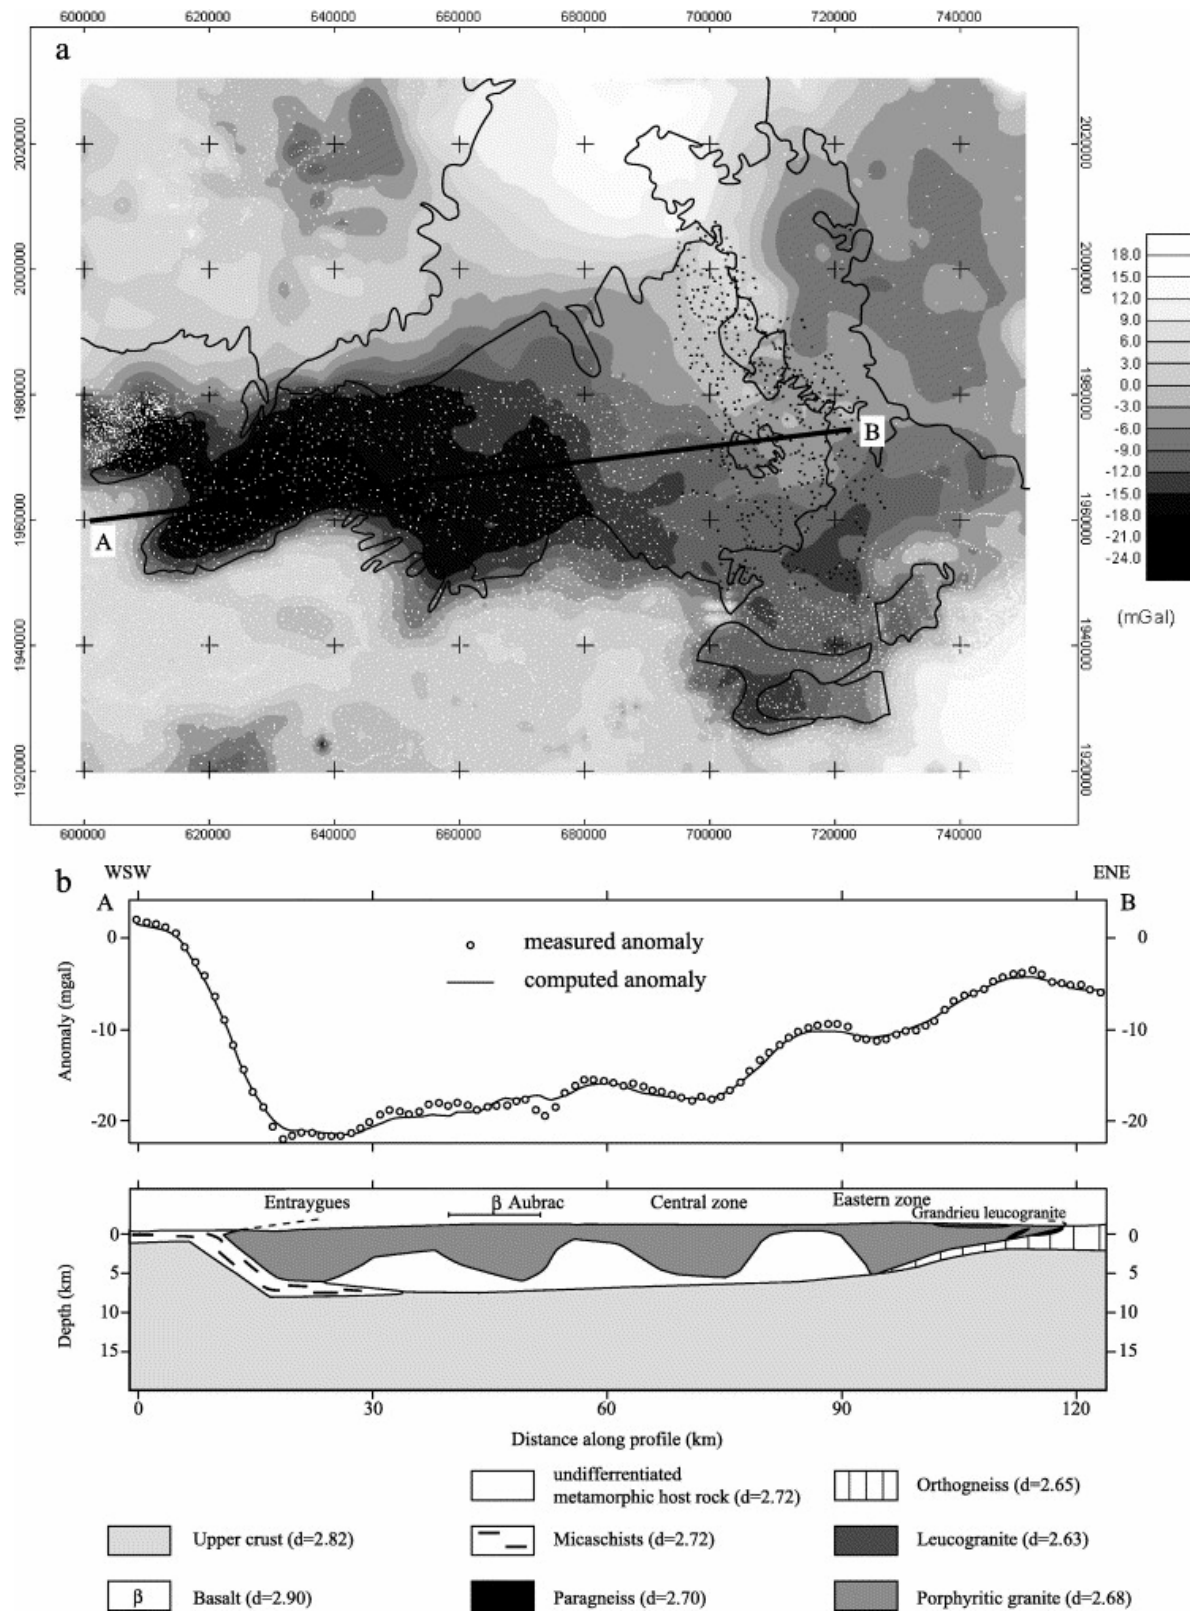 600000 620000 640000 660000 680000 700000 720000 740000
a
2020000 2020000
2000000 2000000
1980000 1980000
1960000 1960000
1940000 1940000
1920000 1920000
A
B
18.0
15.0
12.0
9.0
6.0
3.0
0.0
-3.0
-6.0
-9.0
-12.0
-15.0
-18.0
-21.0
-24.0
(mGal)
600000 620000 640000 660000 680000 700000 720000 740000
b WSW ENE
A B
0 0
-10 -10
-20 -20
Anomaly (mgal)
measured anomaly
computed anomaly
Entraygues β Aubrac Central zone Eastern zone
Grandrieu leucogranite
0 0
5 5
10 10
15 15
Depth (km)
0 30 60 90 120
Distance along profile (km)
undifferentiated
metamorphic host rock (d=2.72)
Orthogneiss (d=2.65)
Upper crust (d=2.82)
Micaschists (d=2.72)
Leucogranite (d=2.63)
β Basalt (d=2.90)
Paragneiss (d=2.70)
Porphyritic granite (d=2.68)